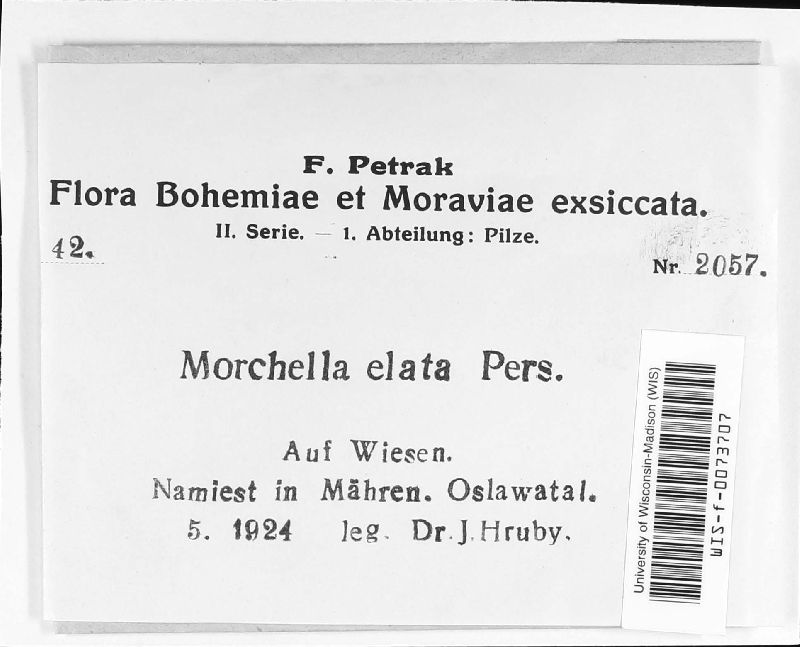 F. Petrak
Flora Bohemiae et Moraviae exsiccata.
II. Serie. — 1. Abteilung: Pilze.
42.
Nr. 2057.
Morchella elata Pers.
Auf Wiesen.
Namiest in Mähren. Oslawatal.
5. 1924 leg. Dr. J. Hruby.
University of Wisconsin-Madison (WIS)
WIS-f-0073707